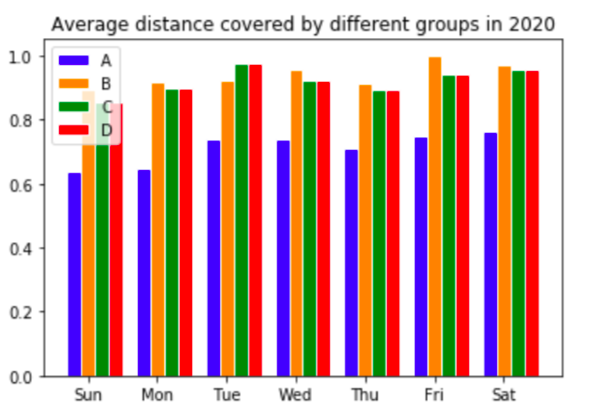 Average distance covered by different groups in 2020
1.0
0.8
0.6
0.4
0.2
0.0
A
B
C
D
Sun Mon Tue Wed Thu Fri Sat